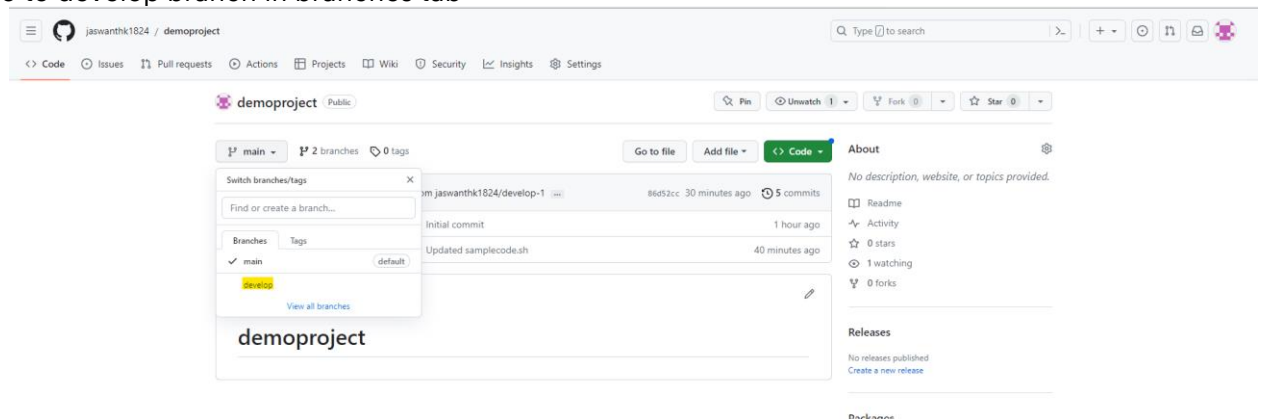 to develop branch in branches tab
jaswanthk1824 / demoproject
Type / to search
Code Issues Pull requests Actions Projects Wiki Security Insights Settings
demoproject Public
Pin Unwatch 1 Fork 0 Star 0
main 2 branches 0 tags
Go to file Add file Code
About
Switch branches/tags
om jaswanthk1824/develop-1 ...
86d52cc 30 minutes ago 5 commits
No description, website, or topics provided.
Find or create a branch...
Initial commit 1 hour ago
Readme
Activity
Branches Tags
Updated samplecode.sh 40 minutes ago
0 stars
main default
1 watching
develop
0 forks
View all branches
demoproject
Releases
No releases published
Create a new release
Packages